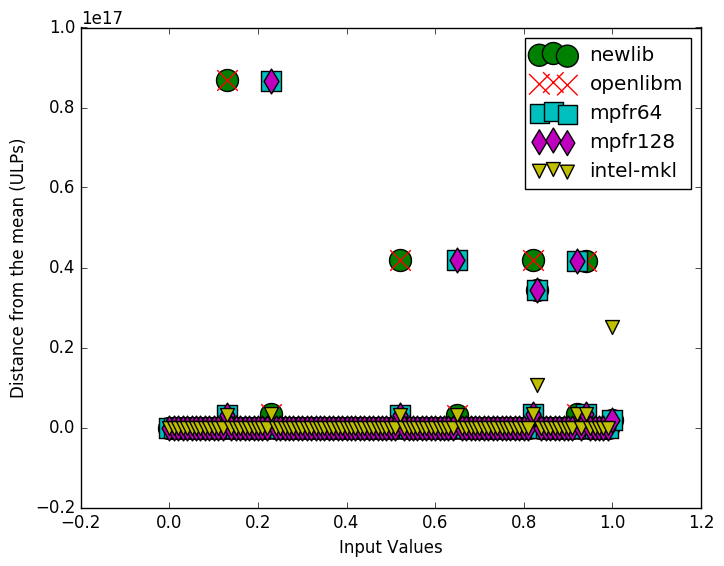 1e17
1.0
0.8
0.6
0.4
0.2
0.0
−0.2
−0.2
0.0
0.2
0.4
0.6
0.8
1.0
1.2
Distance from the mean (ULPs)
Input Values
newlib
openlibm
mpfr64
mpfr128
intel-mkl